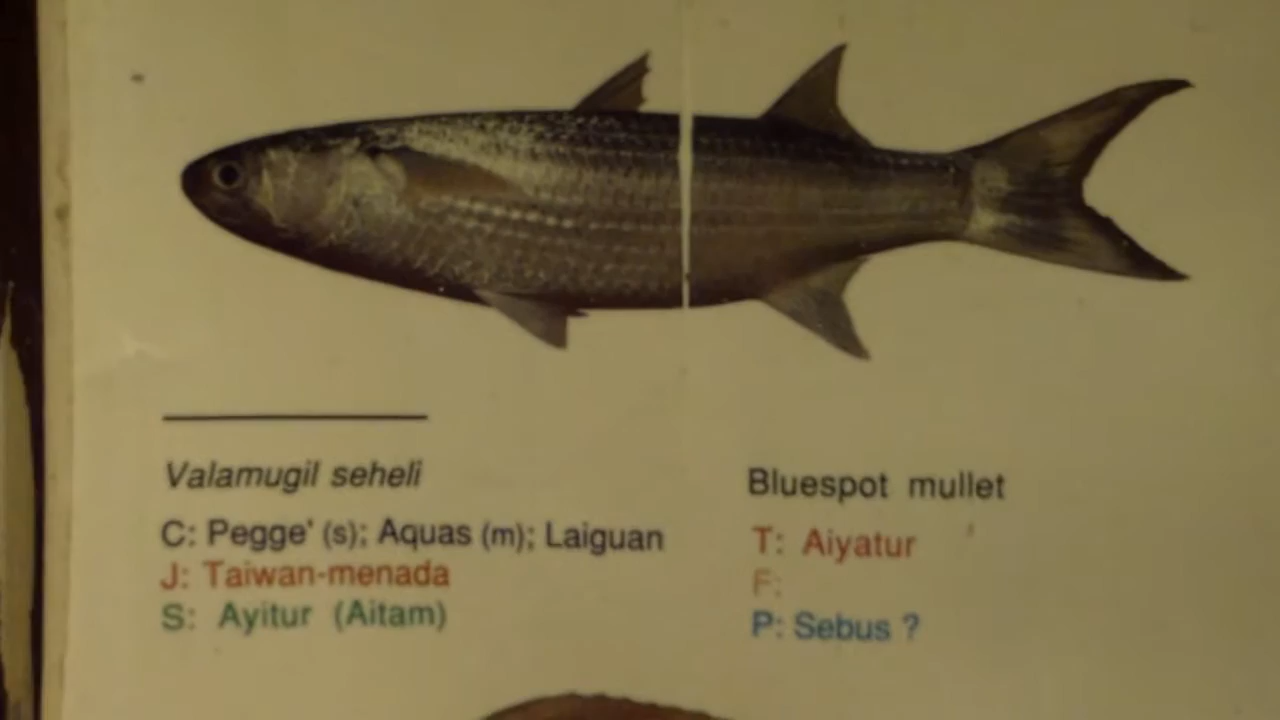 Valamugil seheli
Bluespot mullet
C: Pegge' (s); Aquas (m); Laiguan
T: Aiyatur
J: Taiwan-menada
F:
S: Ayitur (Aitam)
P: Sebus ?